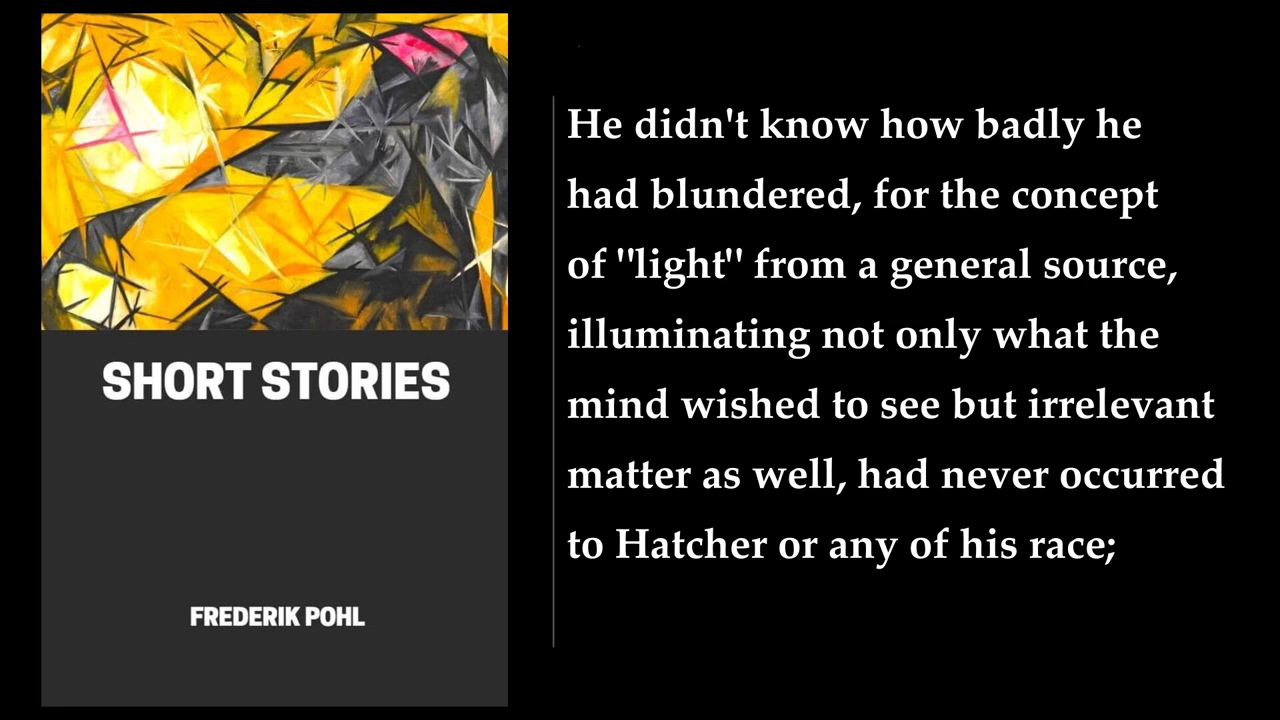 SHORT STORIES
FREDERIK POHL
He didn't know how badly he
had blundered, for the concept
of "light" from a general source,
illuminating not only what the
mind wished to see but irrelevant
matter as well, had never occurred
to Hatcher or any of his race;